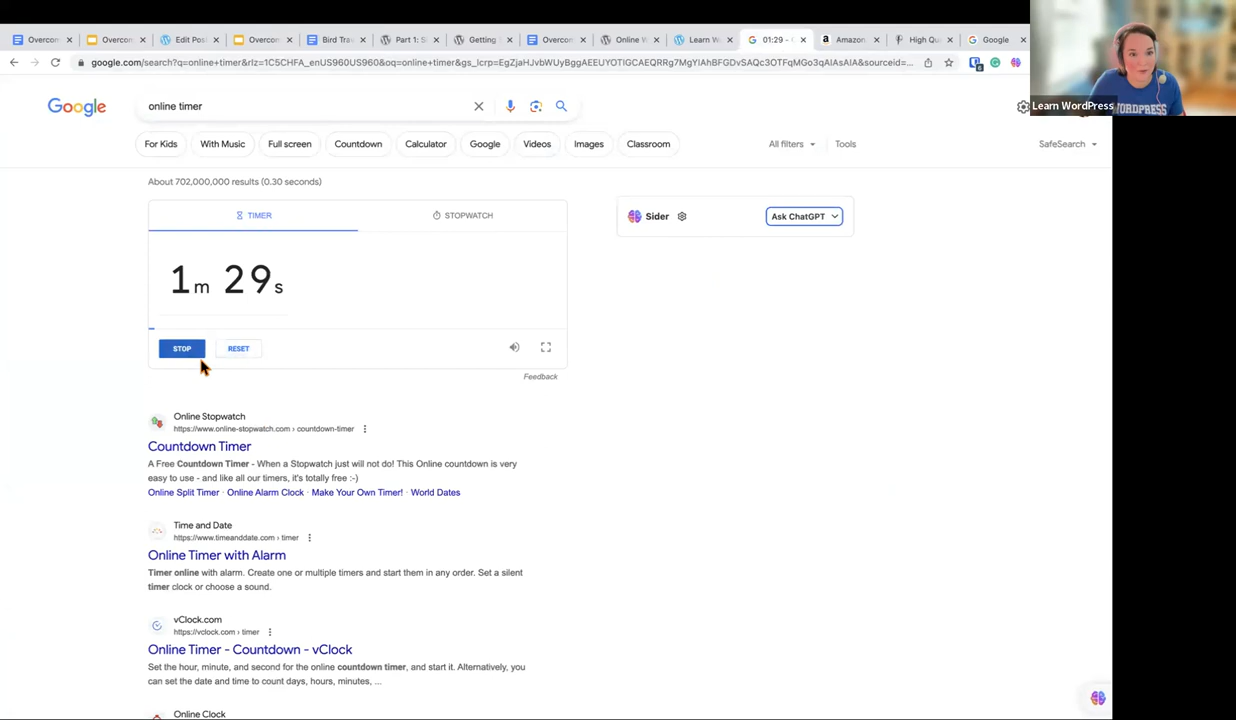 Overcom
Overcom
Edit Pos
Overcom
Bird Tra
Part 1: S
Getting
Overcom
Online W
Learn Wo
01:29 -
Amazon
High Qu
Google
google.com/search?q=online+timer&rlz=1C5CHFA_enUS960US960&oq=online+timer&gs_lcrp=EgZjaHJvbWUyBggAEEUYOTIGCAEQRRg7MgYIAhBFGDvSAQc3OTFqMGo3qAIAsAIA&sourceid=...
Learn WordPress
WORDPRESS
Google
online timer
For Kids
With Music
Full screen
Countdown
Calculator
Google
Videos
Images
Classroom
All filters
Tools
SafeSearch
About 702,000,000 results (0.30 seconds)
TIMER
STOPWATCH
Sider
Ask ChatGPT
1m 29s
STOP
RESET
Feedback
Online Stopwatch
https://www.online-stopwatch.com › countdown-timer
Countdown Timer
A Free Countdown Timer - When a Stopwatch just will not do! This Online countdown is very
easy to use - and like all our timers, it's totally free :-)
Online Split Timer · Online Alarm Clock · Make Your Own Timer! · World Dates
Time and Date
https://www.timeanddate.com › timer
Online Timer with Alarm
Timer online with alarm. Create one or multiple timers and start them in any order. Set a silent
timer clock or choose a sound.
vClock.com
https://vclock.com › timer
Online Timer - Countdown - vClock
Set the hour, minute, and second for the online countdown timer, and start it. Alternatively, you
can set the date and time to count days, hours, minutes, ...
Online Clock